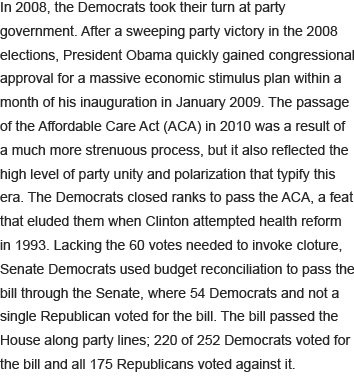 In 2008, the Democrats took their turn at party
government. After a sweeping party victory in the 2008
elections, President Obama quickly gained congressional
approval for a massive economic stimulus plan within a
month of his inauguration in January 2009. The passage
of the Affordable Care Act (ACA) in 2010 was a result of
a much more strenuous process, but it also reflected the
high level of party unity and polarization that typify this
era. The Democrats closed ranks to pass the ACA, a feat
that eluded them when Clinton attempted health reform
in 1993. Lacking the 60 votes needed to invoke cloture,
Senate Democrats used budget reconciliation to pass the
bill through the Senate, where 54 Democrats and not a
single Republican voted for the bill. The bill passed the
House along party lines; 220 of 252 Democrats voted for
the bill and all 175 Republicans voted against it.